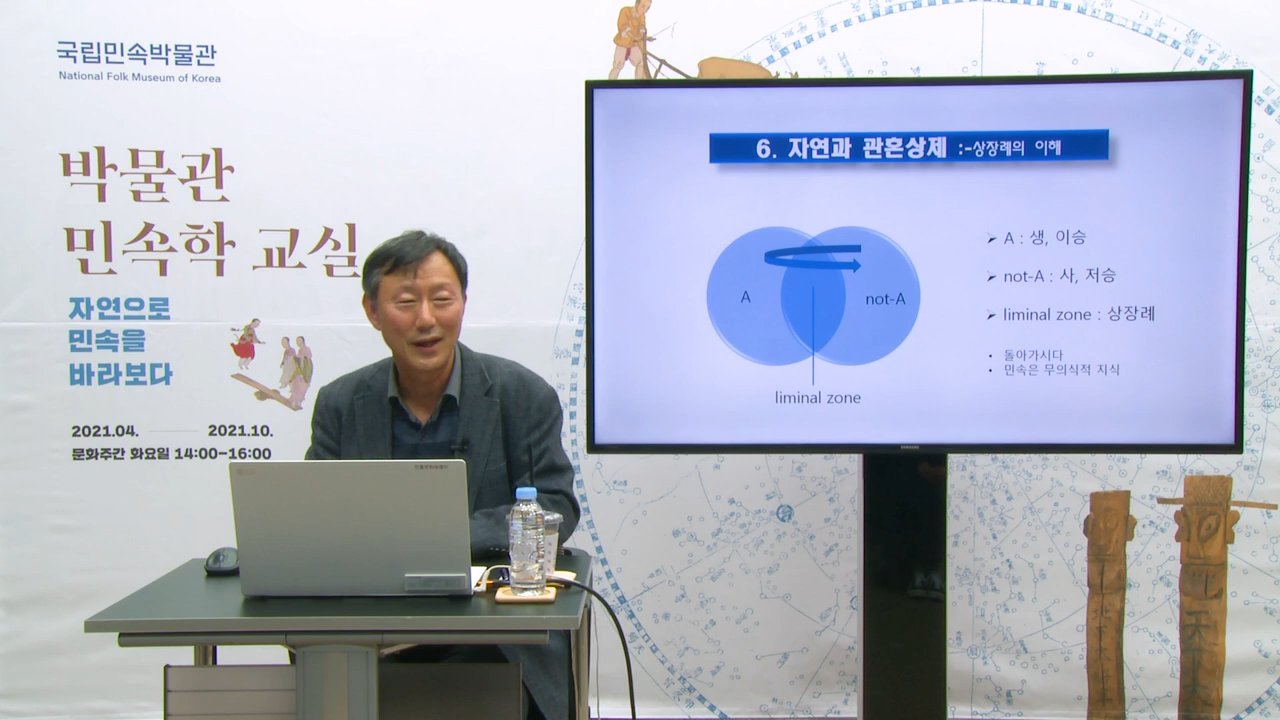 국립민속박물관
National Folk Museum of Korea
박물관
민속학 교실
자연으로
민속을
바라보다
2021.04. 2021.10.
문화주간 화요일 14:00-16:00
6. 자연과 관혼상제 :-상장례의 이해
A
not-A
liminal zone
➢ A : 생, 이승
➢ not-A : 사, 저승
➢ liminal zone : 상장례
• 돌아가시다
• 민속은 무의식적 지식
SAMSUNG